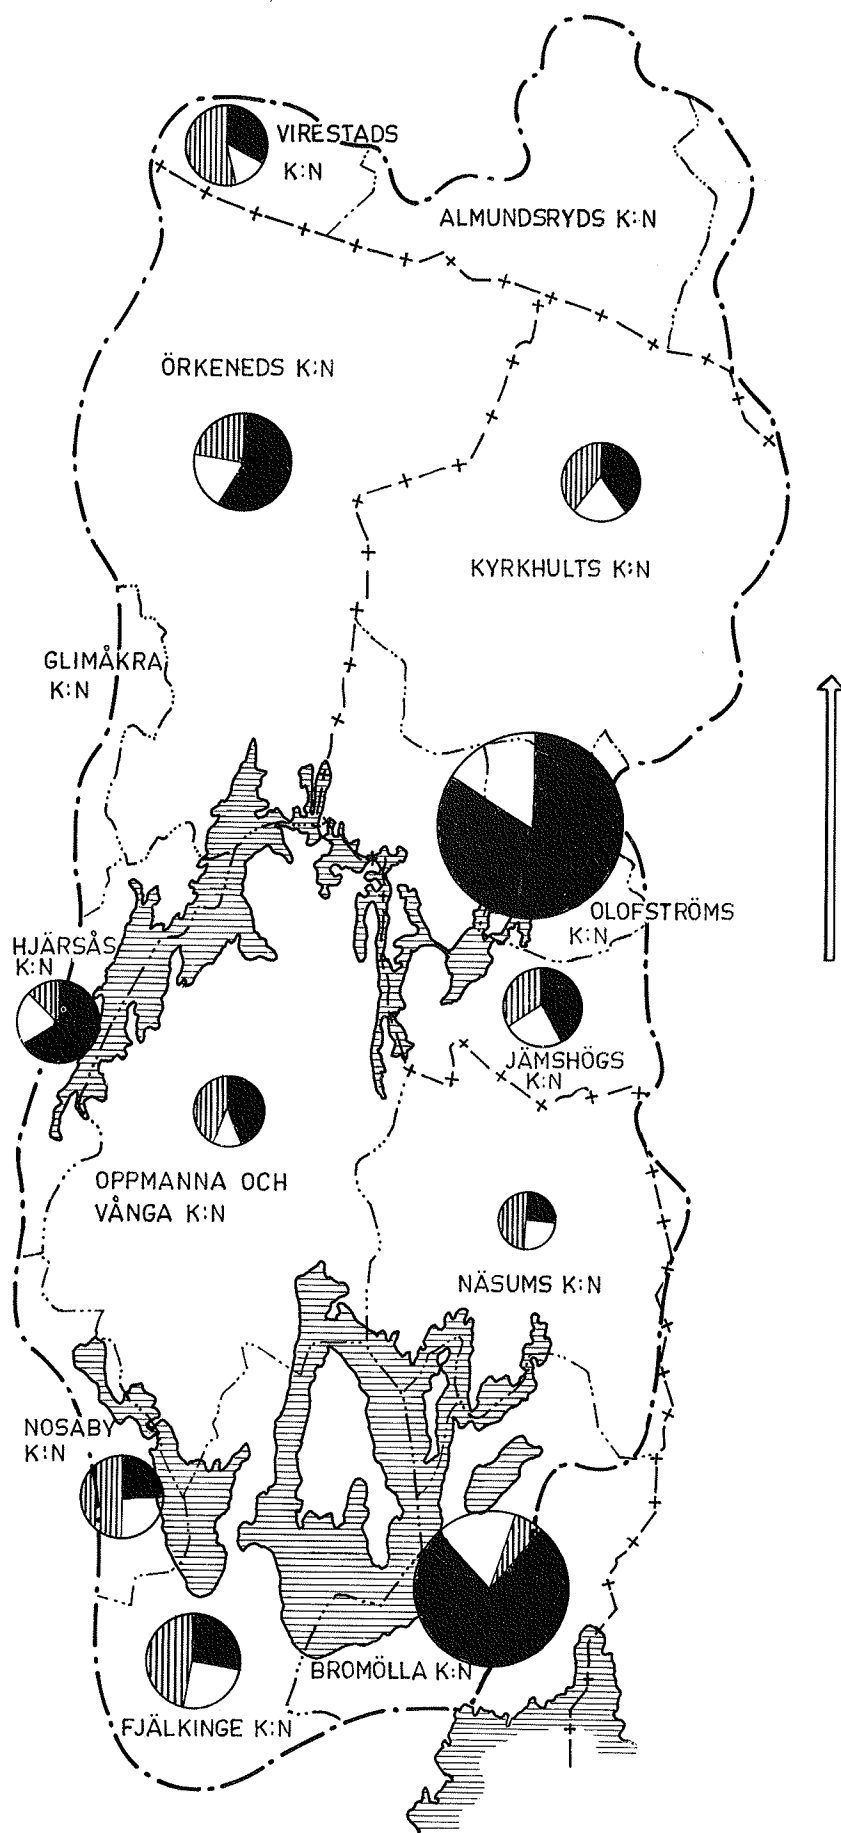 VIRESTADS
K:N
ALMUNDSRYDS K:N
ÖRKENEDS K:N
KYRKHULTS K:N
GLIMÅKRA
K:N
OLOFSTRÖMS
K:N
HJÄRSÅS
K:N
JÄMSHÖGS
K:N
OPPMANNA OCH
VÅNGA K:N
NÄSUMS K:N
NOSABY
K:N
BROMÖLLA K:N
FJÄLKINGE K:N